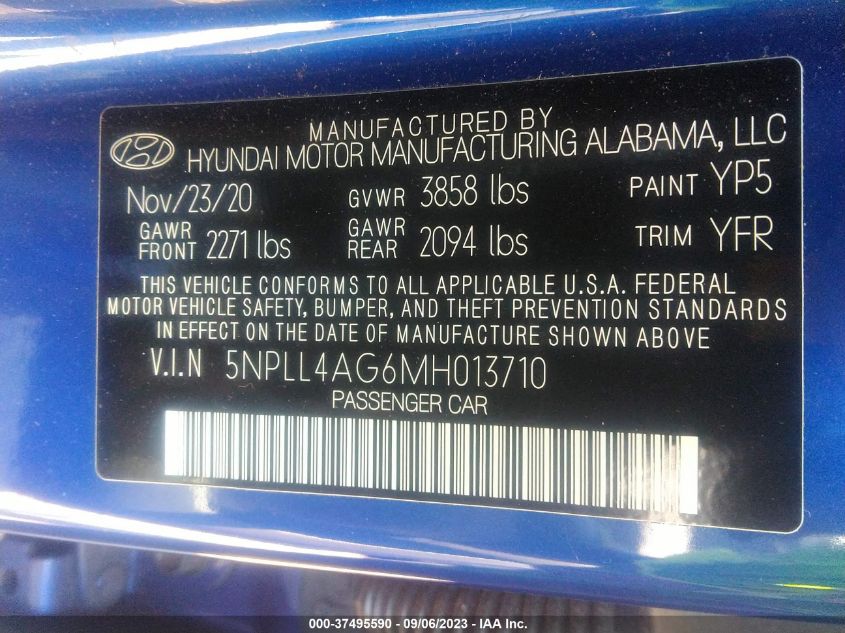 MANUFACTURED BY
HYUNDAI MOTOR MANUFACTURING ALABAMA, LLC
Nov/23/20 GVWR 3858 lbs PAINT YP5
GAWR FRONT 2271 lbs GAWR REAR 2094 lbs TRIM YFR
THIS VEHICLE CONFORMS TO ALL APPLICABLE U.S.A. FEDERAL
MOTOR VEHICLE SAFETY, BUMPER, AND THEFT PREVENTION STANDARDS
IN EFFECT ON THE DATE OF MANUFACTURE SHOWN ABOVE
V.I.N 5NPLL4AG6MH013710
PASSENGER CAR
000-37495590 - 09/06/2023 - IAA Inc.